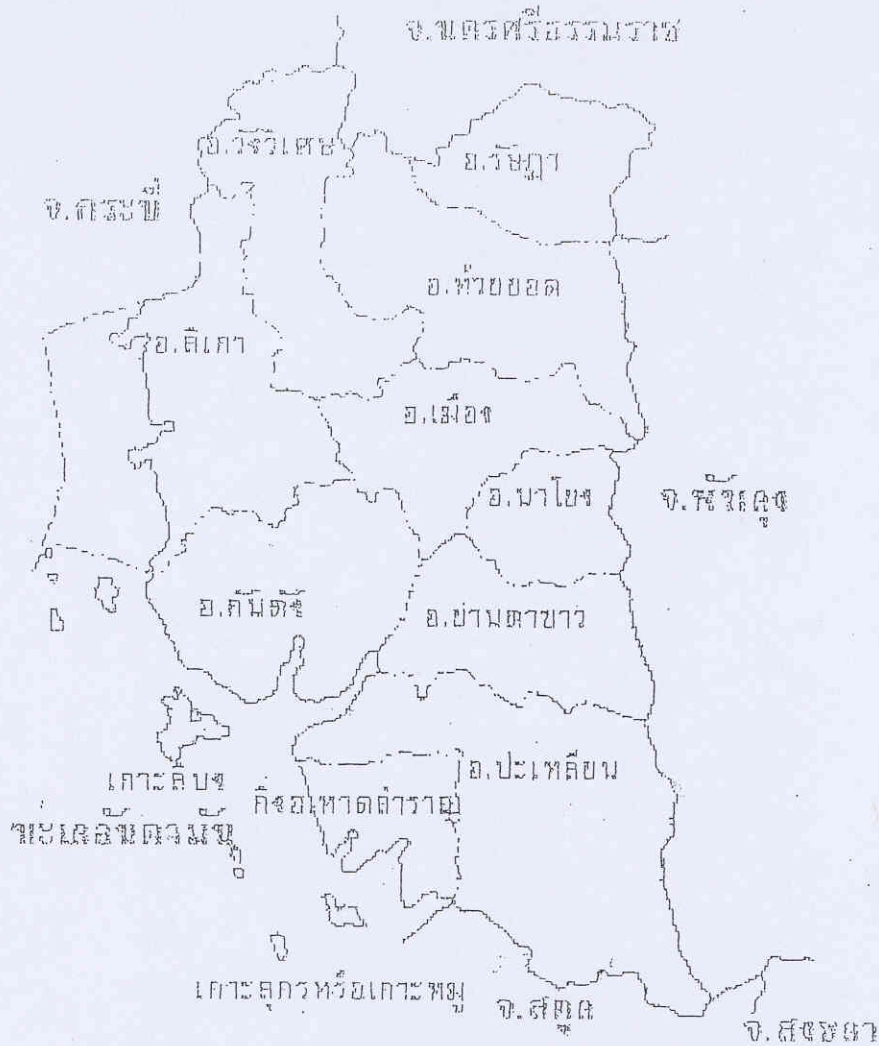 จ.นครศรีธรรมราช
อ.วังวิเศษ
อ.รัษฎา
จ.กระบี่
อ.ห้วยยอด
อ.สิเกา
อ.เมือง
อ.นาโยง
จ.พัทลุง
อ.กันตัง
อ.ย่านตาขาว
อ.ปะเหลียน
เกาะลิบง
กิ่งอ.หาดสำราญ
ทะเลอันดามัน
เกาะสุกรหรือเกาะหมู
จ.สตูล
จ.สงขลา